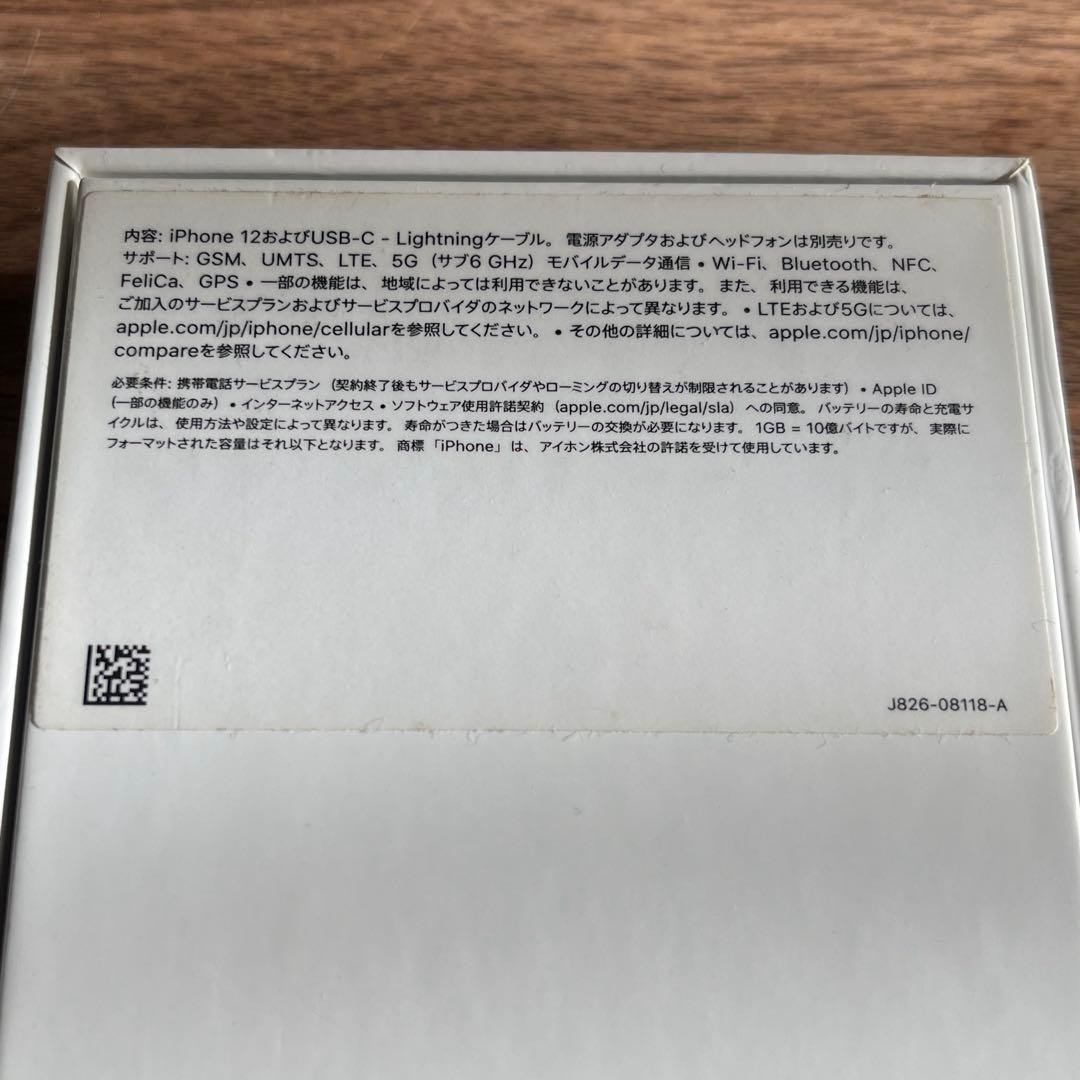 内容: iPhone 12およびUSB-C - Lightningケーブル。 電源アダプタおよびヘッドフォンは別売りです。
サポート: GSM、 UMTS、 LTE、 5G （サブ6 GHz） モバイルデータ通信 • Wi-Fi、 Bluetooth、 NFC、
FeliCa、 GPS • 一部の機能は、 地域によっては利用できないことがあります。 また、 利用できる機能は、
ご加入のサービスプランおよびサービスプロバイダのネットワークによって異なります。 • LTEおよび5Gについては、
apple.com/jp/iphone/cellularを参照してください。 • その他の詳細については、 apple.com/jp/iphone/
compareを参照してください。
必要条件: 携帯電話サービスプラン （契約終了後もサービスプロバイダやローミングの切り替えが制限されることがあります） • Apple ID
（一部の機能のみ） • インターネットアクセス • ソフトウェア使用許諾契約 （apple.com/jp/legal/sla） への同意。 バッテリーの寿命と充電サ
イクルは、 使用方法や設定によって異なります。 寿命がつきた場合はバッテリーの交換が必要になります。 1GB = 10億バイトですが、 実際に
フォーマットされた容量はそれ以下となります。 商標 「iPhone」 は、 アイホン株式会社の許諾を受けて使用しています。
J826-08118-A